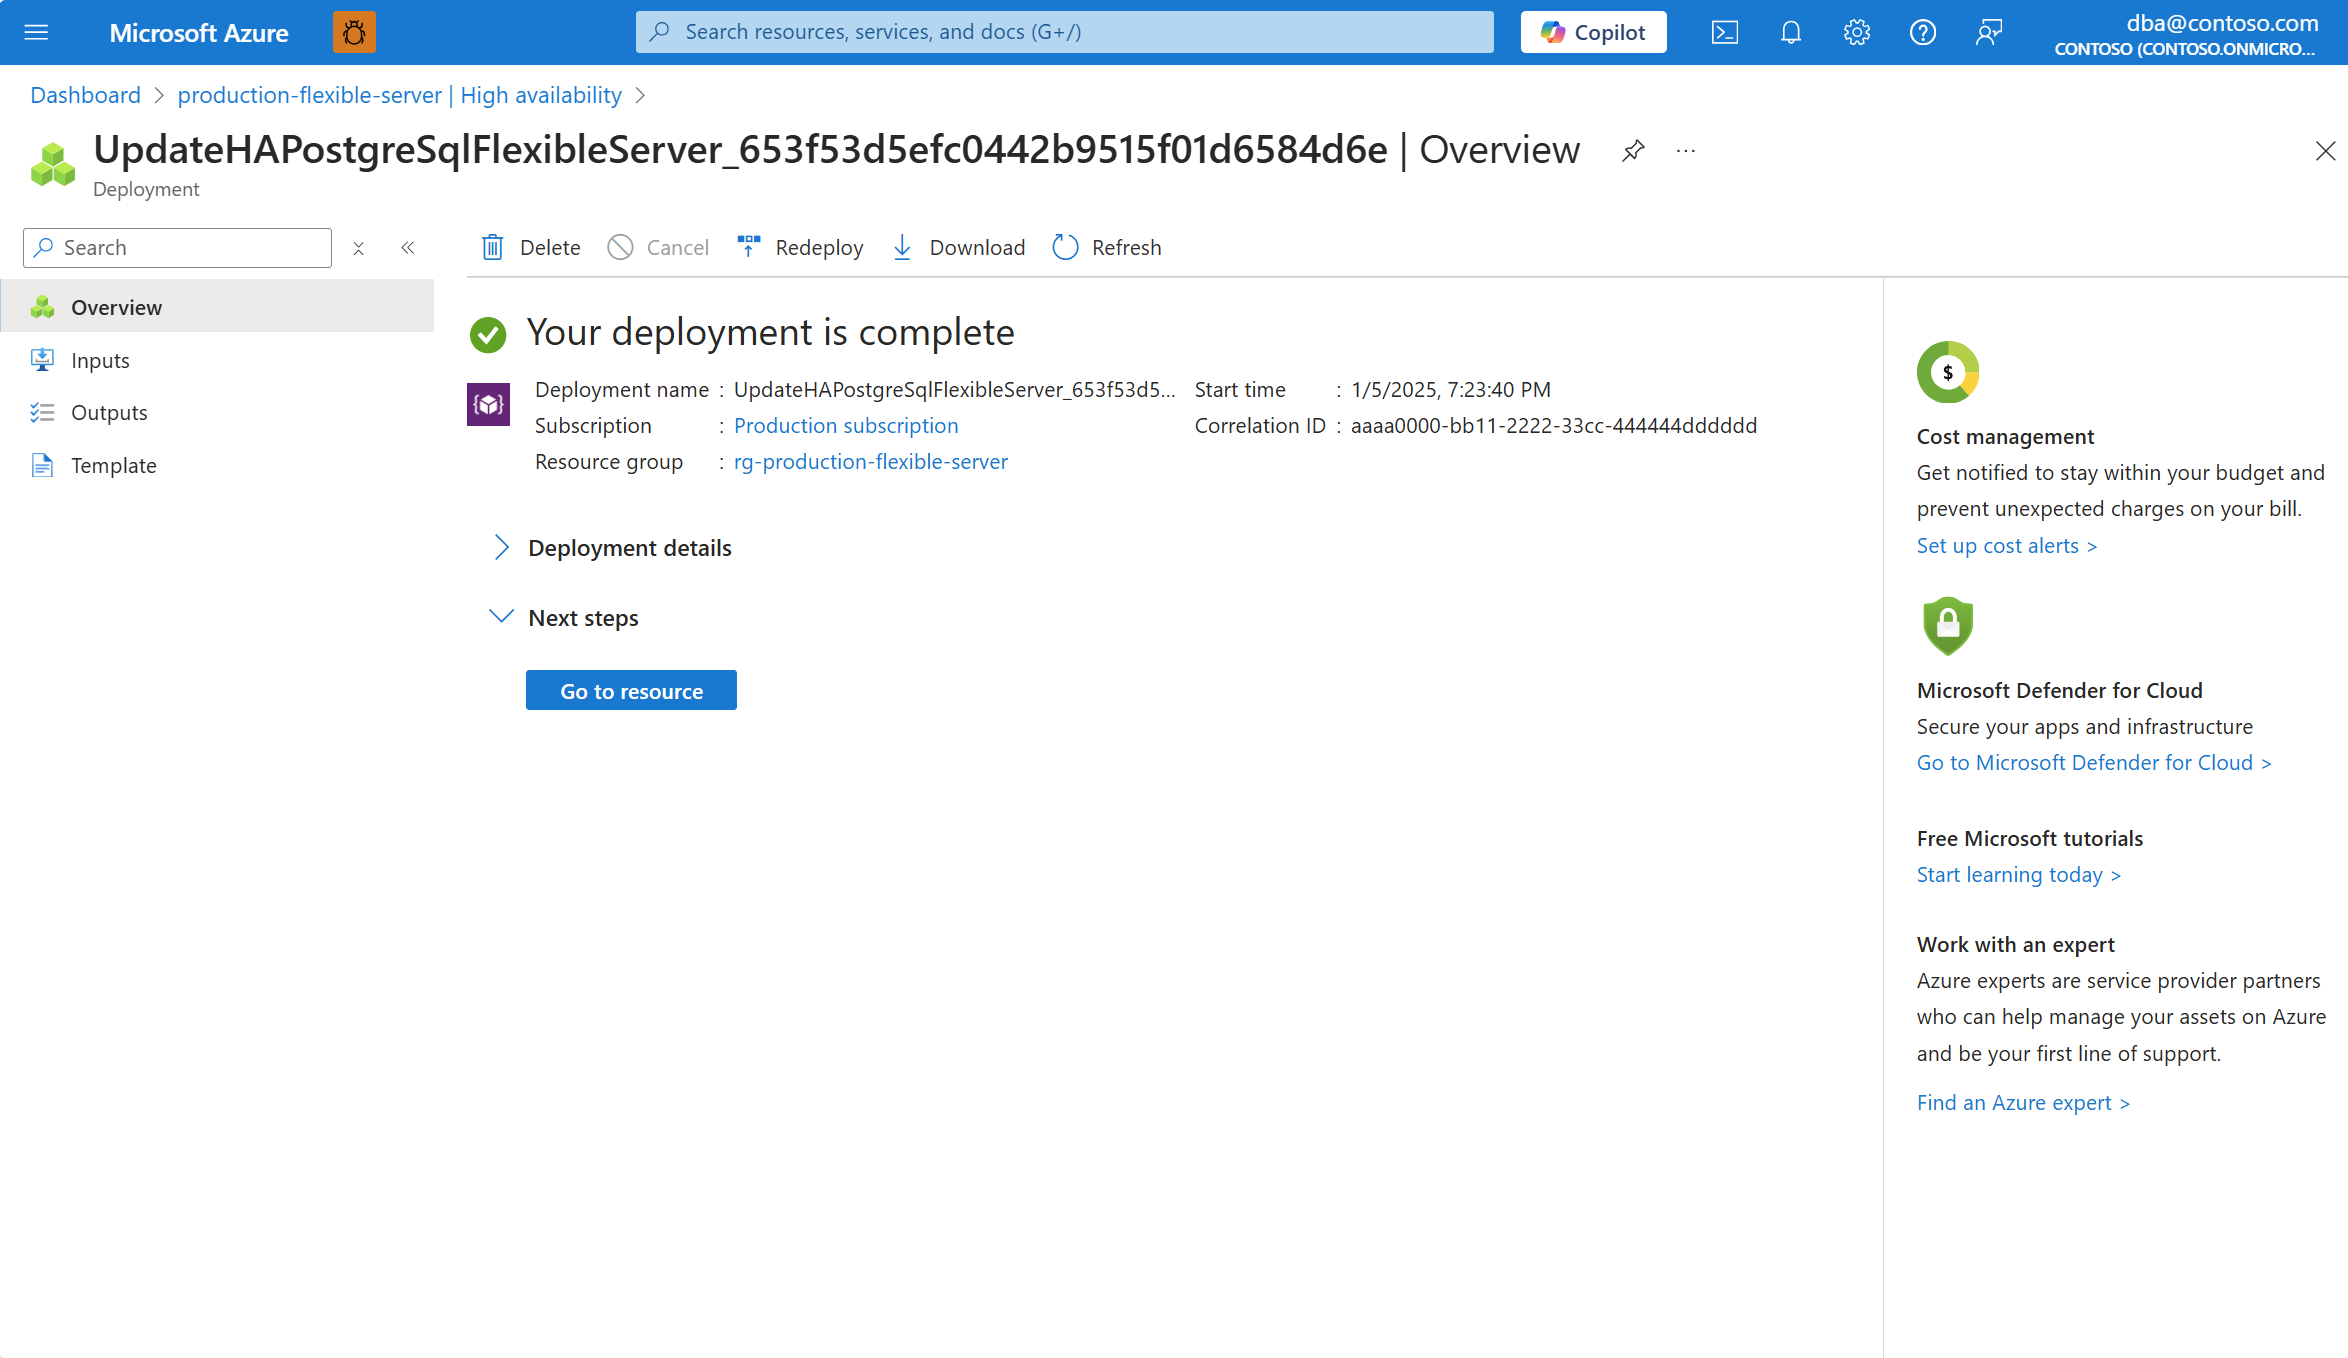 Microsoft Azure
Search resources, services, and docs (G+/)
Copilot
dba@contoso.com
CONTOSO (CONTOSO.ONMICRO...
Dashboard > production-flexible-server | High availability >
UpdateHAPostgreSqlFlexibleServer_653f53d5efc0442b9515f01d6584d6e | Overview
Deployment
Search
Overview
Inputs
Outputs
Template
Delete
Cancel
Redeploy
Download
Refresh
Your deployment is complete
Deployment name : UpdateHAPostgreSqlFlexibleServer_653f53d5...
Subscription : Production subscription
Resource group : rg-production-flexible-server
Start time : 1/5/2025, 7:23:40 PM
Correlation ID : aaaa0000-bb11-2222-33cc-444444dddddd
Deployment details
Next steps
Go to resource
$
Cost management
Get notified to stay within your budget and
prevent unexpected charges on your bill.
Set up cost alerts >
Microsoft Defender for Cloud
Secure your apps and infrastructure
Go to Microsoft Defender for Cloud >
Free Microsoft tutorials
Start learning today >
Work with an expert
Azure experts are service provider partners
who can help manage your assets on Azure
and be your first line of support.
Find an Azure expert >